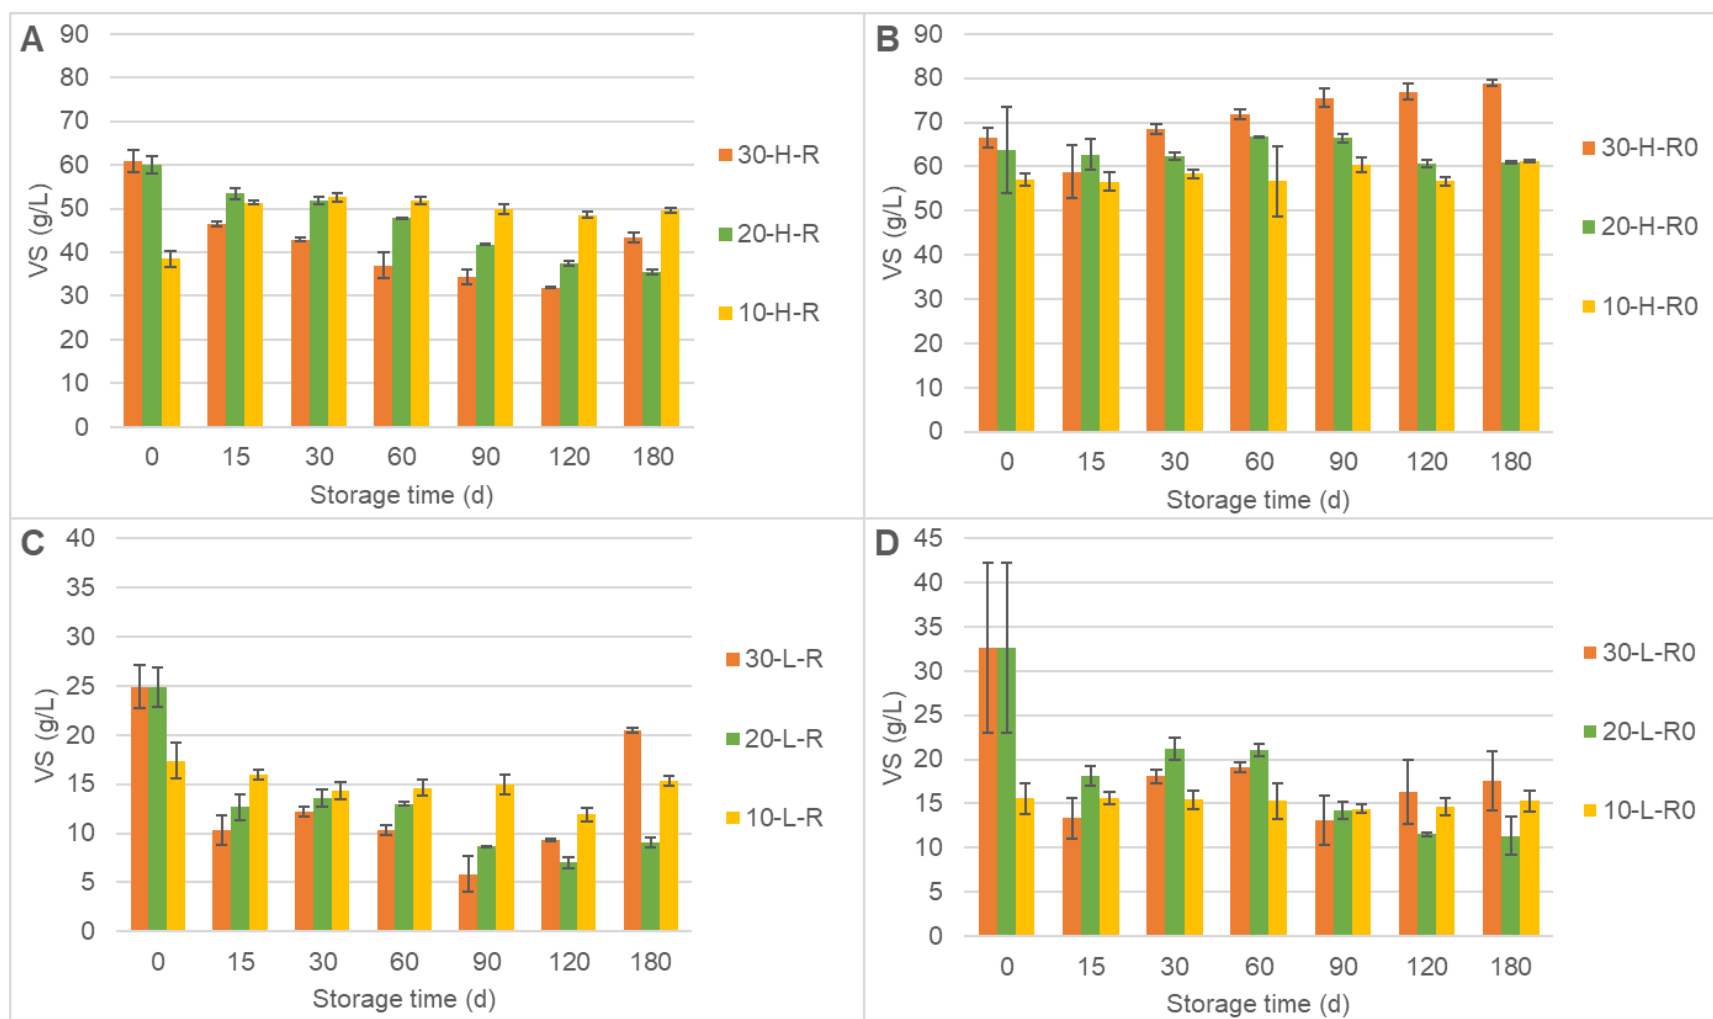 A
90
80
70
60
50
40
30
20
10
0
VS (g/L)
0 15 30 60 90 120 180
Storage time (d)
30-H-R
20-H-R
10-H-R
B
90
80
70
60
50
40
30
20
10
0
VS (g/L)
0 15 30 60 90 120 180
Storage time (d)
30-H-R0
20-H-R0
10-H-R0
C
40
35
30
25
20
15
10
5
0
VS (g/L)
0 15 30 60 90 120 180
Storage time (d)
30-L-R
20-L-R
10-L-R
D
45
40
35
30
25
20
15
10
5
0
VS (g/L)
0 15 30 60 90 120 180
Storage time (d)
30-L-R0
20-L-R0
10-L-R0